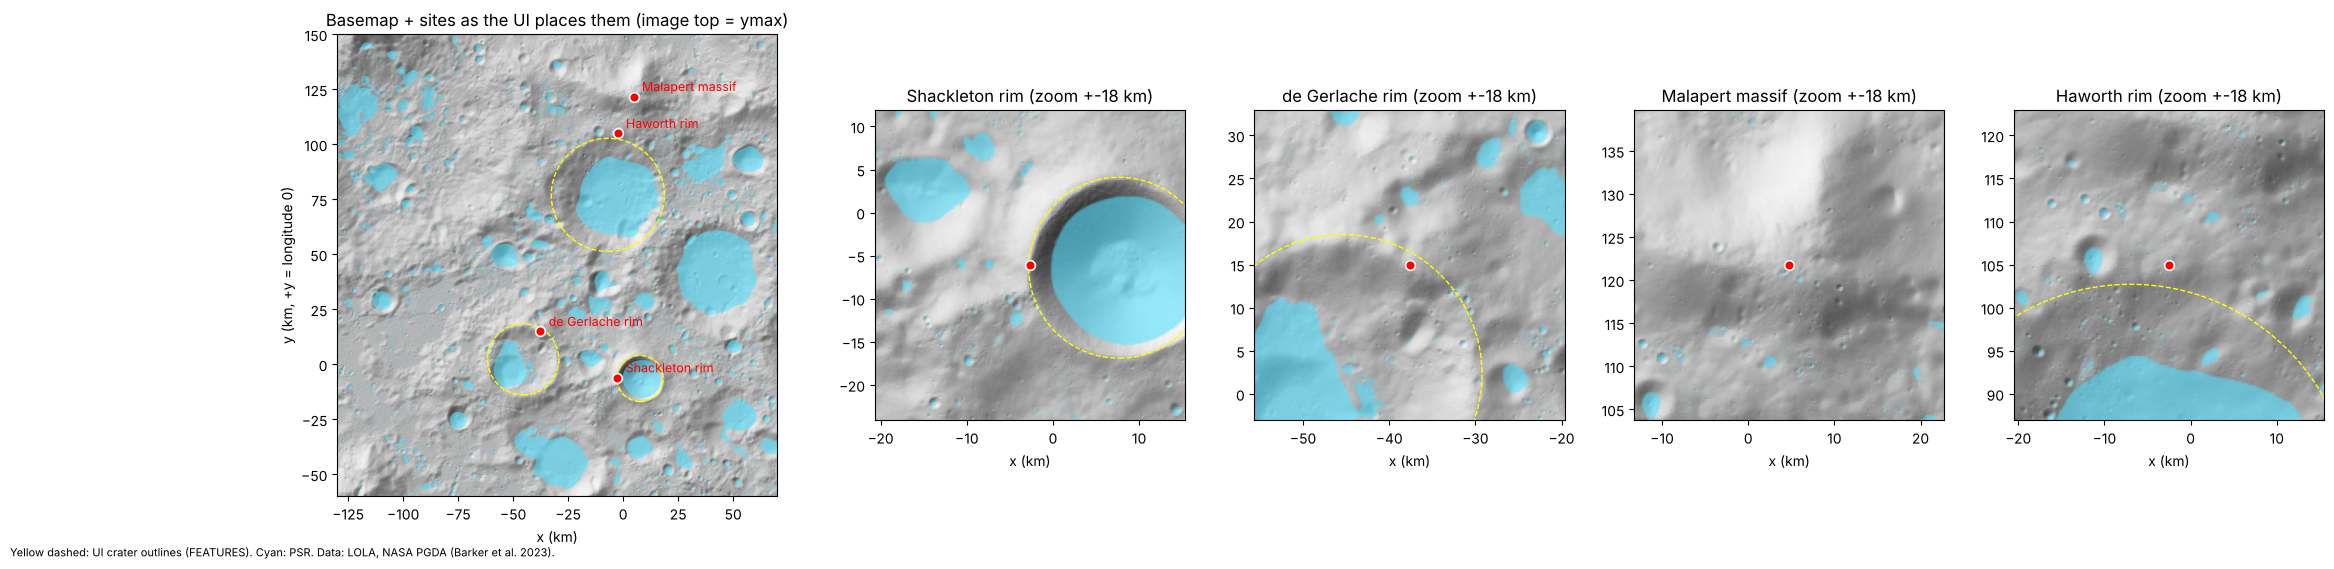 Basemap + sites as the UI places them (image top = ymax)
150
125
100
75
50
25
0
−25
−50
y (km, +y = longitude 0)
Malapert massif
Haworth rim
de Gerlache rim
Shackleton rim
−125 −100 −75 −50 −25 0 25 50
x (km)
Shackleton rim (zoom +-18 km)
10
5
0
−5
−10
−15
−20
−20 −10 0 10
x (km)
de Gerlache rim (zoom +-18 km)
30
25
20
15
10
5
0
−50 −40 −30 −20
x (km)
Malapert massif (zoom +-18 km)
135
130
125
120
115
110
105
−10 0 10 20
x (km)
Haworth rim (zoom +-18 km)
120
115
110
105
100
95
90
−20 −10 0 10
x (km)
Yellow dashed: UI crater outlines (FEATURES). Cyan: PSR. Data: LOLA, NASA PGDA (Barker et al. 2023).